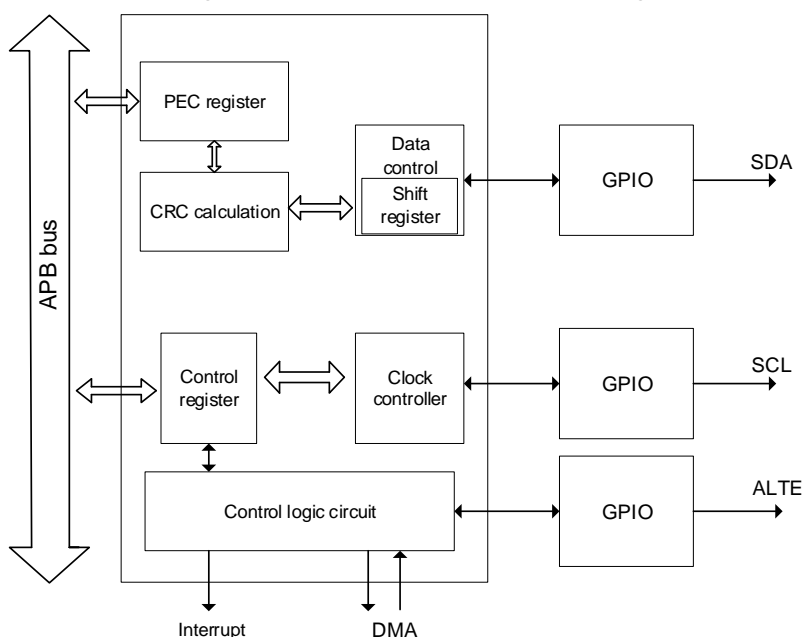 PEC register
Data
control
Shift
register
GPIO
SDA
CRC calculation
APB bus
Control
register
Clock
controller
GPIO
SCL
Control logic circuit
GPIO
ALTE
Interrupt
DMA